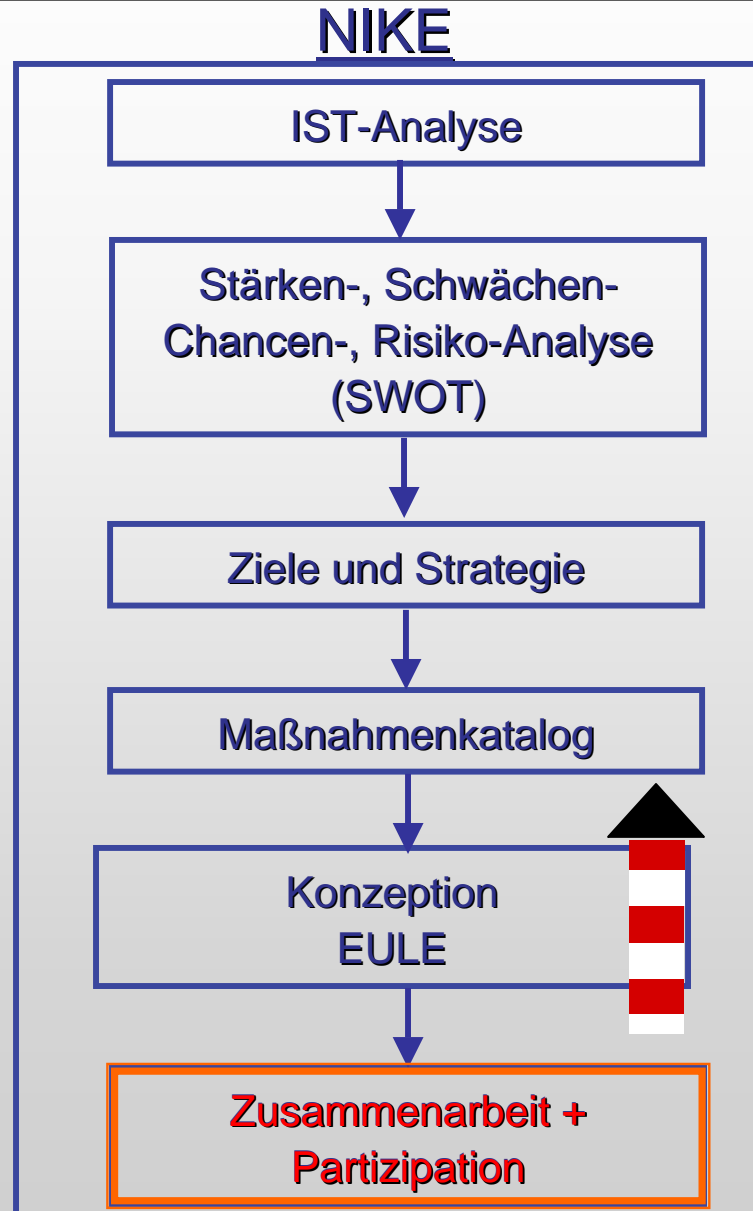 NIKE
IST-Analyse
Stärken-, Schwächen-
Chancen-, Risiko-Analyse
(SWOT)
Ziele und Strategie
Maßnahmenkatalog
Konzeption
EULE
Zusammenarbeit +
Partizipation